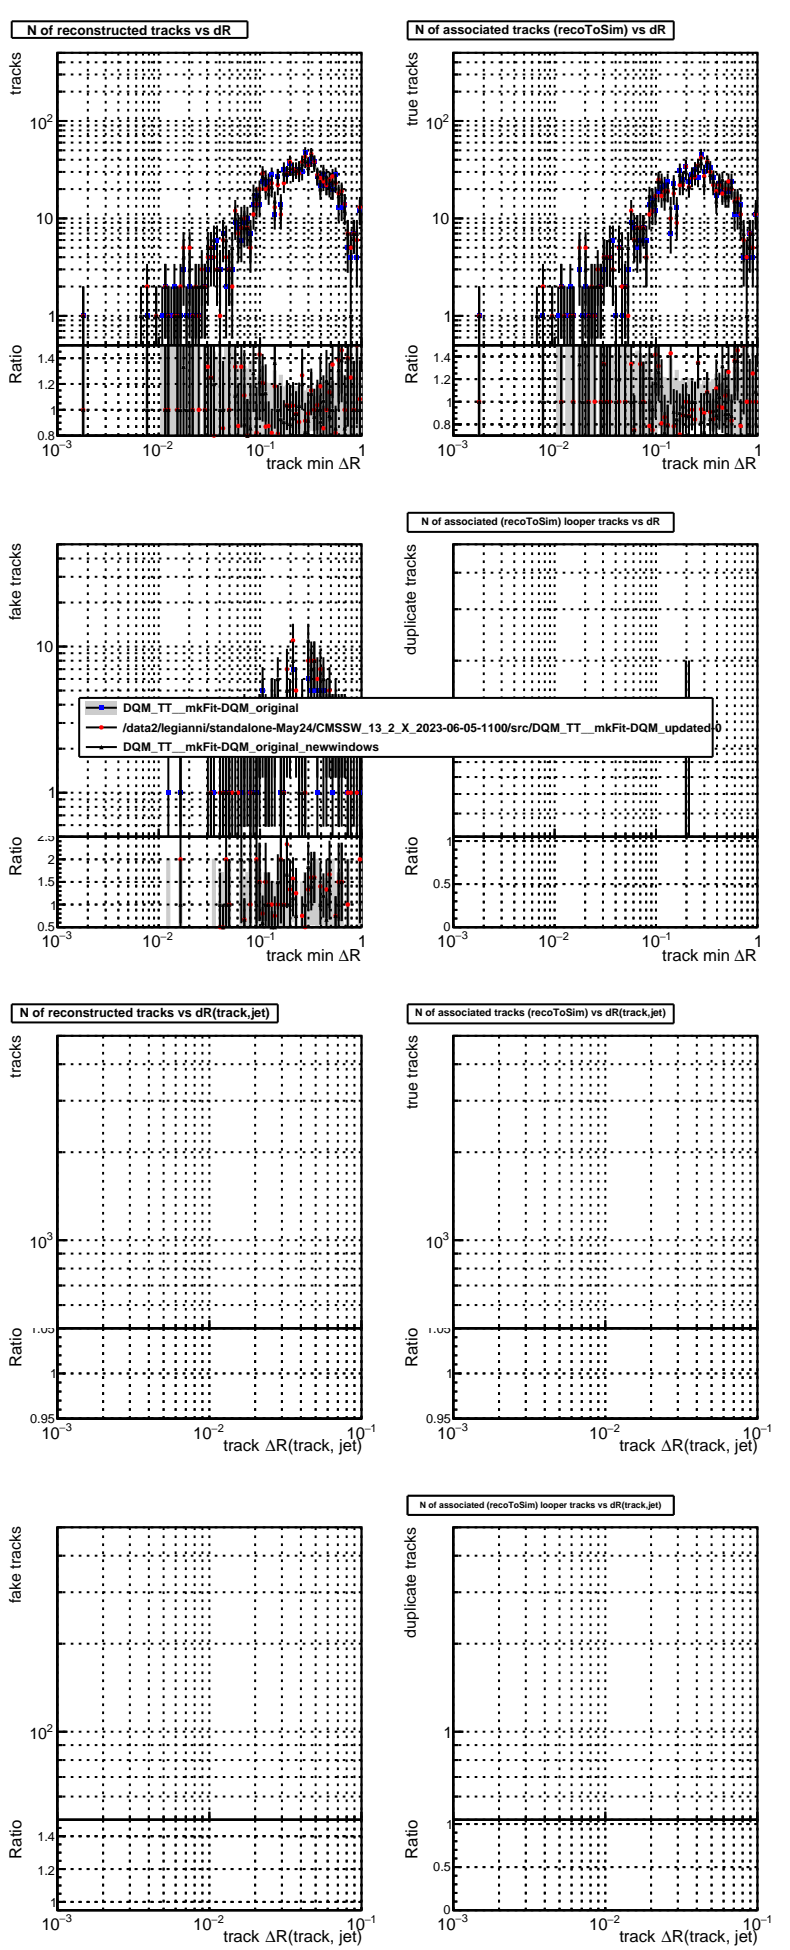 N of reconstructed tracks vs dR
tracks
10²
10
1
Ratio
1.4
1.2
1
0.8
10⁻³ 10⁻² 10⁻¹ 1
track min ΔR
N of associated tracks (recoToSim) vs dR
true tracks
10²
10
1
Ratio
1.4
1.2
1
0.8
10⁻³ 10⁻² 10⁻¹ 1
track min ΔR
fake tracks
10
1
Ratio
2.5
2
1.5
1
0.5
10⁻³ 10⁻² 10⁻¹ 1
track min ΔR
N of associated (recoToSim) looper tracks vs dR
duplicate tracks
Ratio
1
0.5
0
10⁻³ 10⁻² 10⁻¹ 1
track min ΔR
DQM_TT__mkFit-DQM_original
/data2/legianni/standalone-May24/CMSSW_13_2_X_2023-06-05-1100/src/DQM_TT__mkFit-DQM_updated-0
DQM_TT__mkFit-DQM_original_newwindows
N of reconstructed tracks vs dR(track,jet)
tracks
10³
Ratio
1.05
1
0.95
10⁻³ 10⁻² 10⁻¹
track ΔR(track, jet)
N of associated tracks (recoToSim) vs dR(track,jet)
true tracks
10³
Ratio
1.05
1
0.95
10⁻³ 10⁻² 10⁻¹
track ΔR(track, jet)
fake tracks
10²
Ratio
1.4
1.2
1
10⁻³ 10⁻² 10⁻¹
track ΔR(track, jet)
N of associated (recoToSim) looper tracks vs dR(track,jet)
duplicate tracks
1
Ratio
1
0.5
0
10⁻³ 10⁻² 10⁻¹
track ΔR(track, jet)